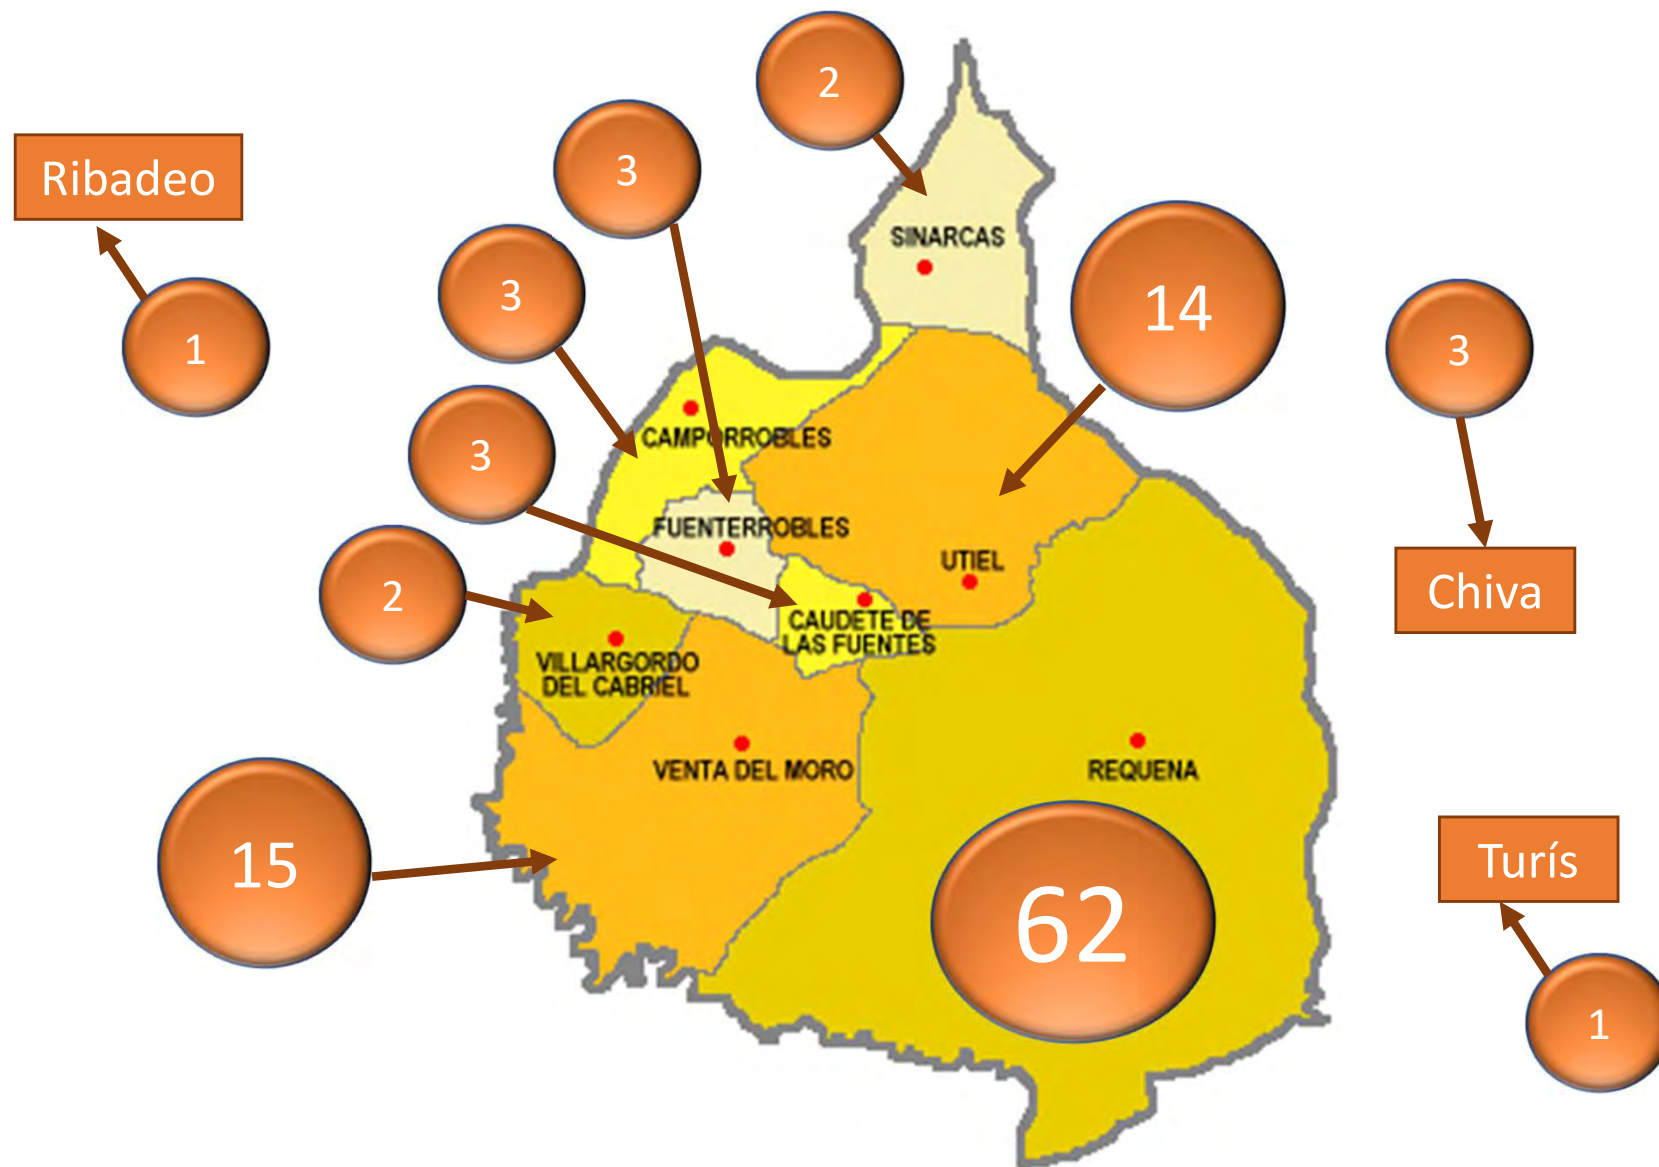 2
3
Ribadeo
SINARCAS
3
14
1
3
CAMPORROBLES
3
FUENTERROBLES
UTIEL
Chiva
2
CAUDETE DE
LAS FUENTES
VILLARGORDO
DEL CABRIEL
VENTA DEL MORO
REQUENA
15
Turís
62
1